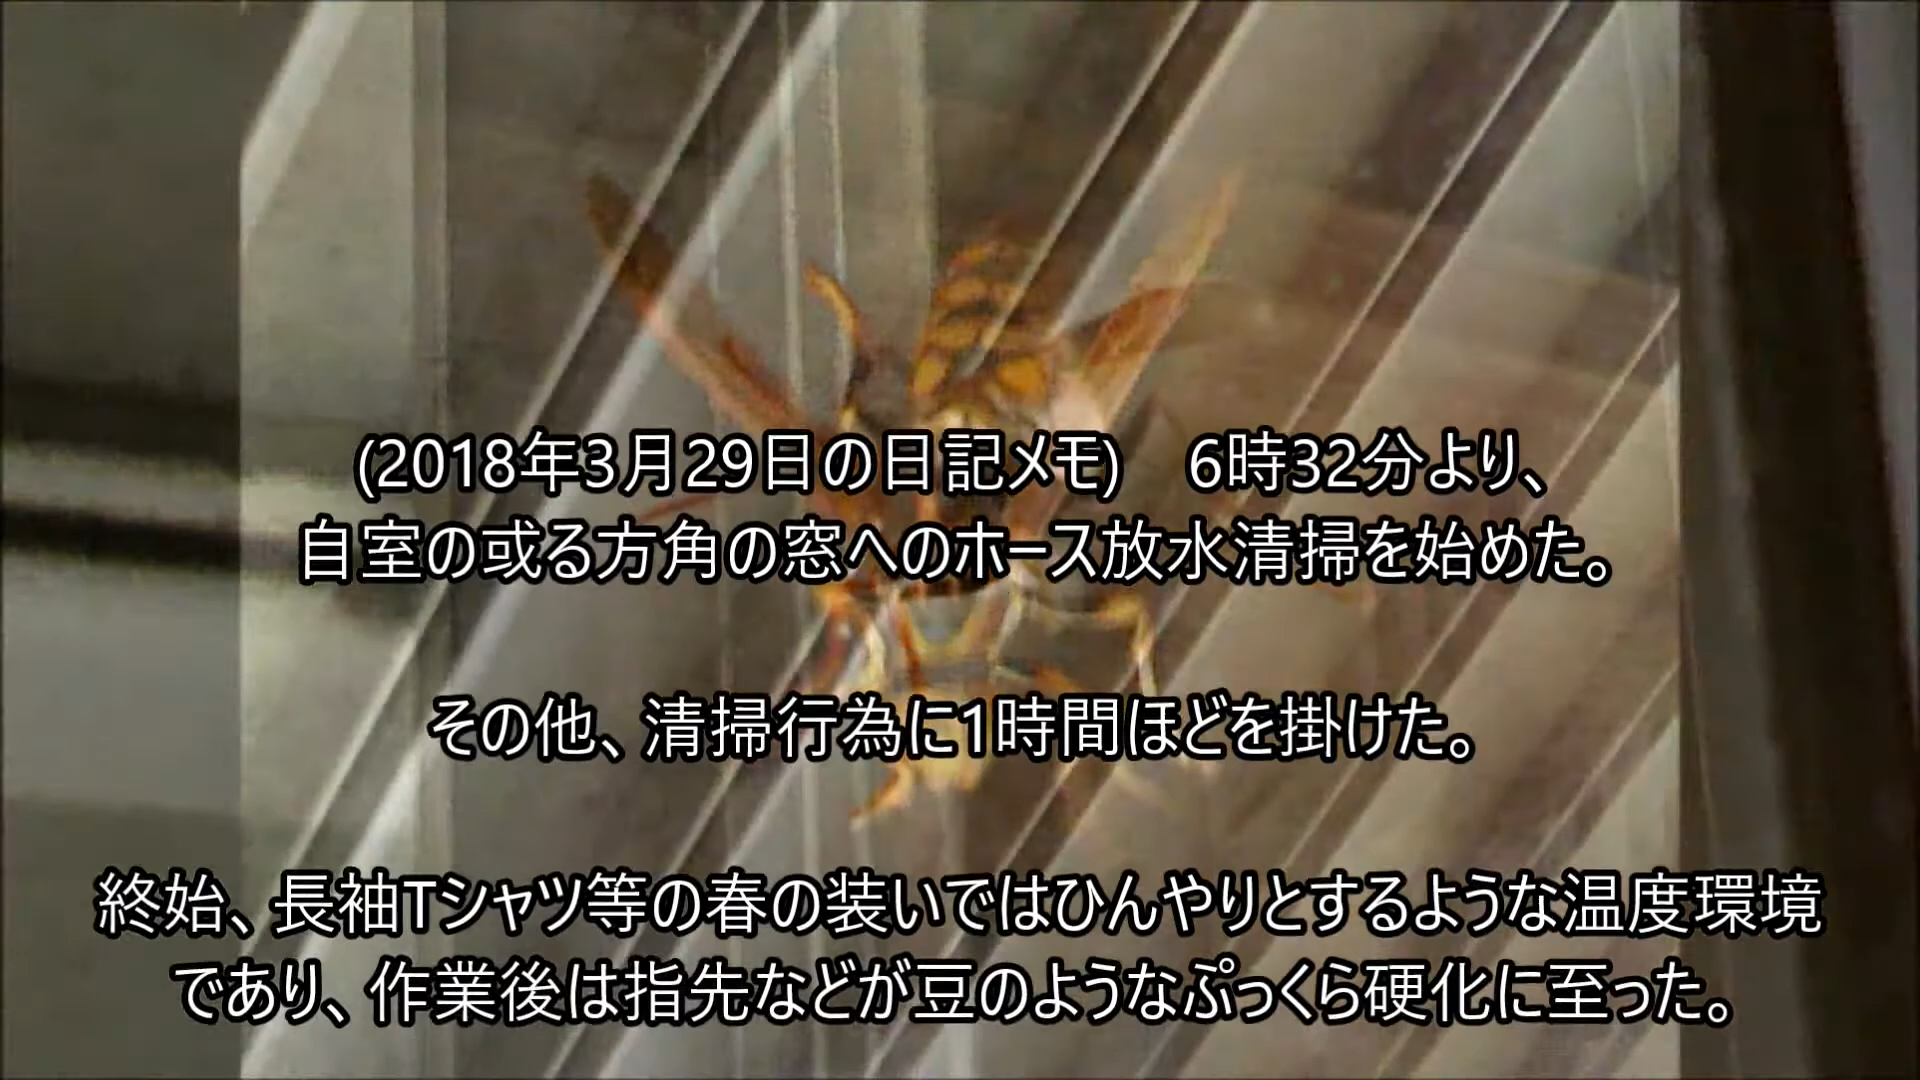 (2018年3月29日の日記メモ)　6時32分より、
自室の或る方角の窓へのホース放水清掃を始めた。
その他、清掃行為に1時間ほどを掛けた。
終始、長袖Tシャツ等の春の装いではひんやりとするような温度環境
であり、作業後は指先などが豆のようなぷっくら硬化に至った。